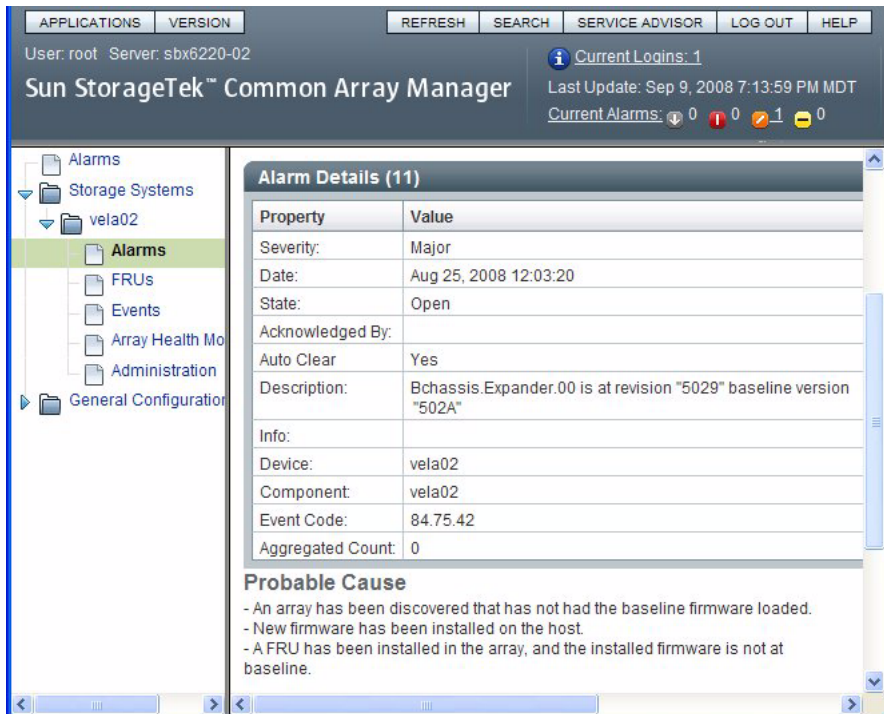 APPLICATIONS VERSION REFRESH SEARCH SERVICE ADVISOR LOG OUT HELP
User: root Server: sbx6220-02
Sun StorageTek™ Common Array Manager
Current Logins: 1
Last Update: Sep 9, 2008 7:13:59 PM MDT
Current Alarms: 0 0 1 0
Alarms
Storage Systems
vela02
Alarms
FRUs
Events
Array Health Mo
Administration
General Configuration
Alarm Details (11)
Property Value
Severity: Major
Date: Aug 25, 2008 12:03:20
State: Open
Acknowledged By:
Auto Clear Yes
Description: Bchassis.Expander.00 is at revision "5029" baseline version
"502A"
Info:
Device: vela02
Component: vela02
Event Code: 84.75.42
Aggregated Count: 0
Probable Cause
- An array has been discovered that has not had the baseline firmware loaded.
- New firmware has been installed on the host.
- A FRU has been installed in the array, and the installed firmware is not at
baseline.